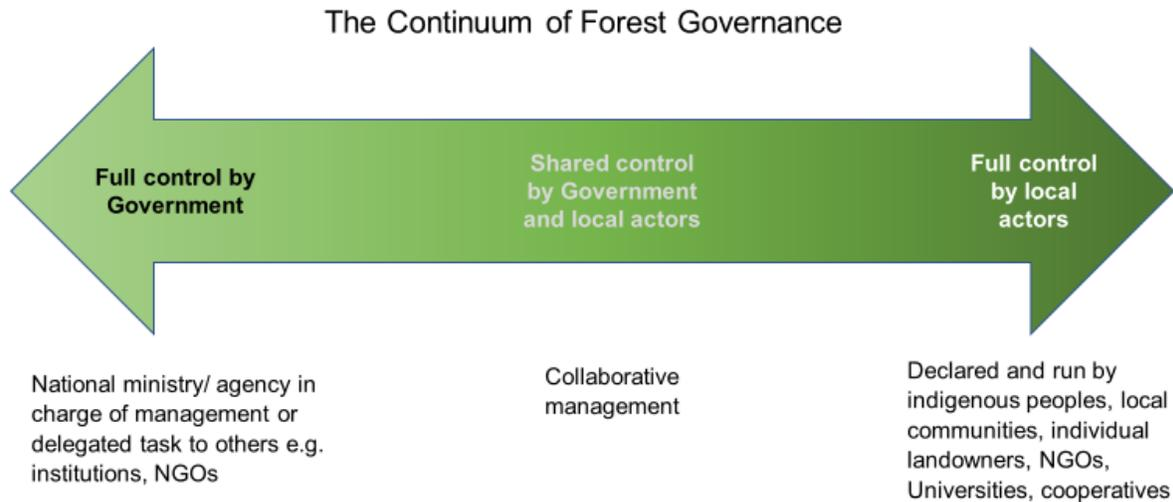 The Continuum of Forest Governance
Full control by
Government
Shared control
by Government
and local actors
Full control
by local
actors
National ministry/ agency in
charge of management or
delegated task to others e.g.
institutions, NGOs
Collaborative
management
Declared and run by
indigenous peoples, local
communities, individual
landowners, NGOs,
Universities, cooperatives